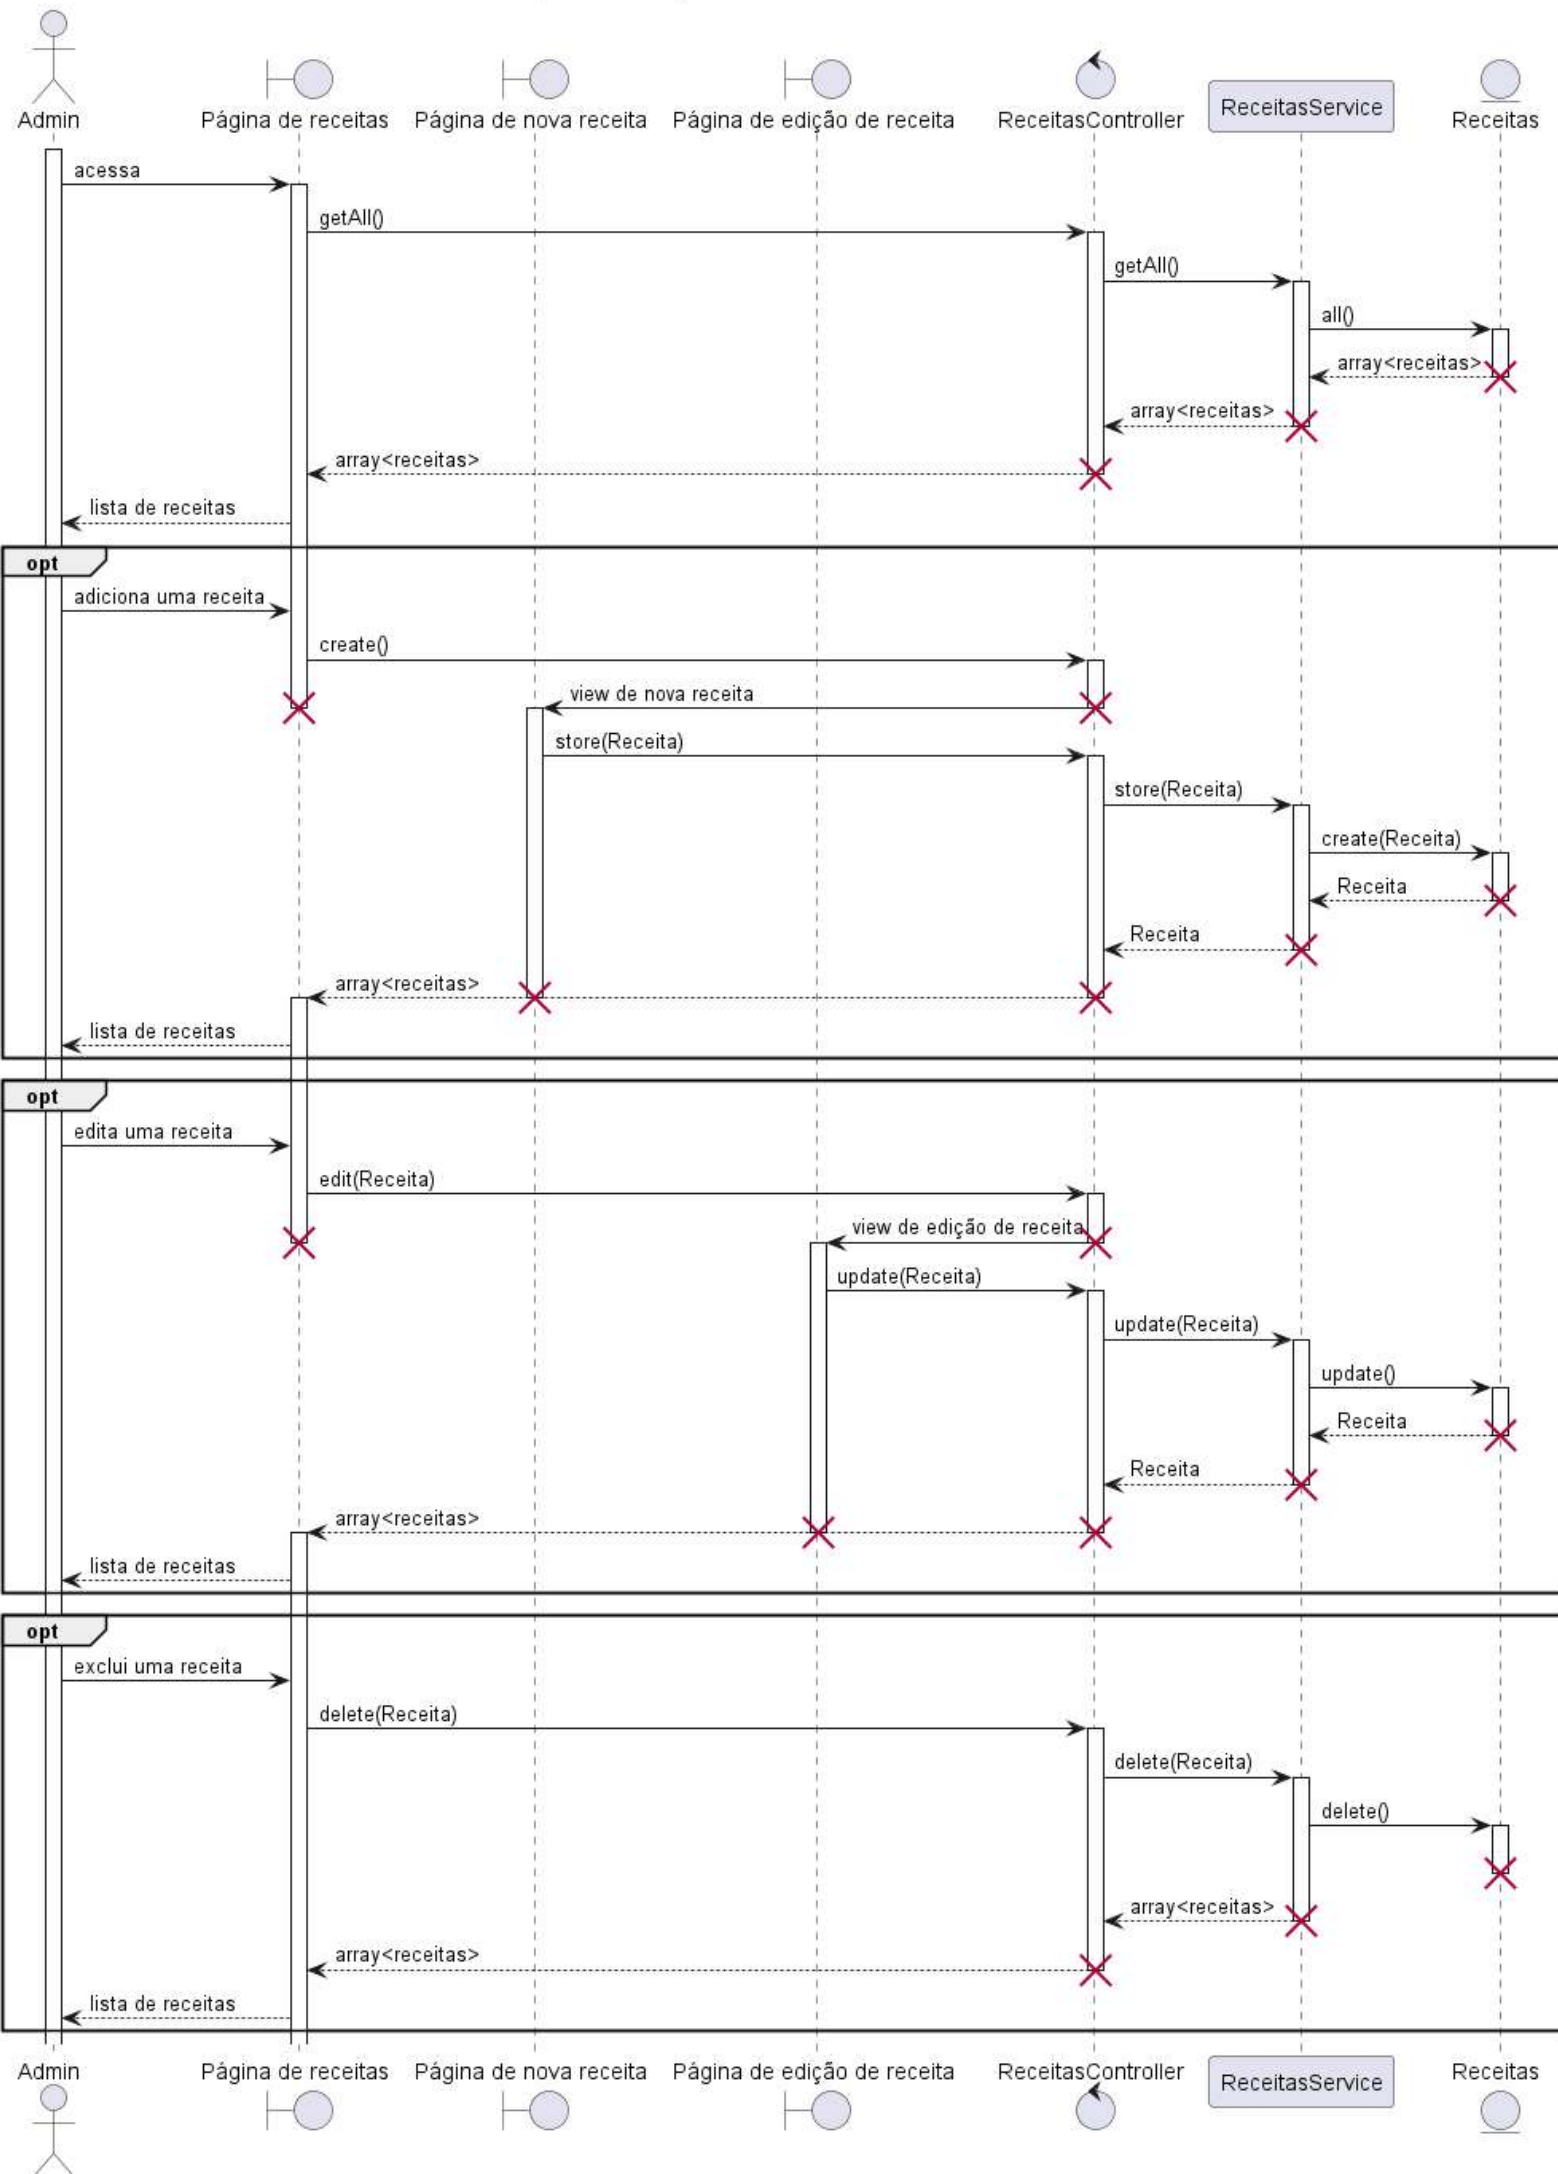 Admin
Página de receitas
Página de nova receita
Página de edição de receita
ReceitasController
ReceitasService
Receitas
acessa
getAll()
getAll()
all()
array<receitas>
array<receitas>
array<receitas>
lista de receitas
opt
adiciona uma receita
create()
view de nova receita
store(Receita)
store(Receita)
create(Receita)
Receita
Receita
array<receitas>
lista de receitas
opt
edita uma receita
edit(Receita)
view de edição de receita
update(Receita)
update(Receita)
update()
Receita
Receita
array<receitas>
lista de receitas
opt
exclui uma receita
delete(Receita)
delete(Receita)
delete()
array<receitas>
array<receitas>
lista de receitas
Admin
Página de receitas
Página de nova receita
Página de edição de receita
ReceitasController
ReceitasService
Receitas